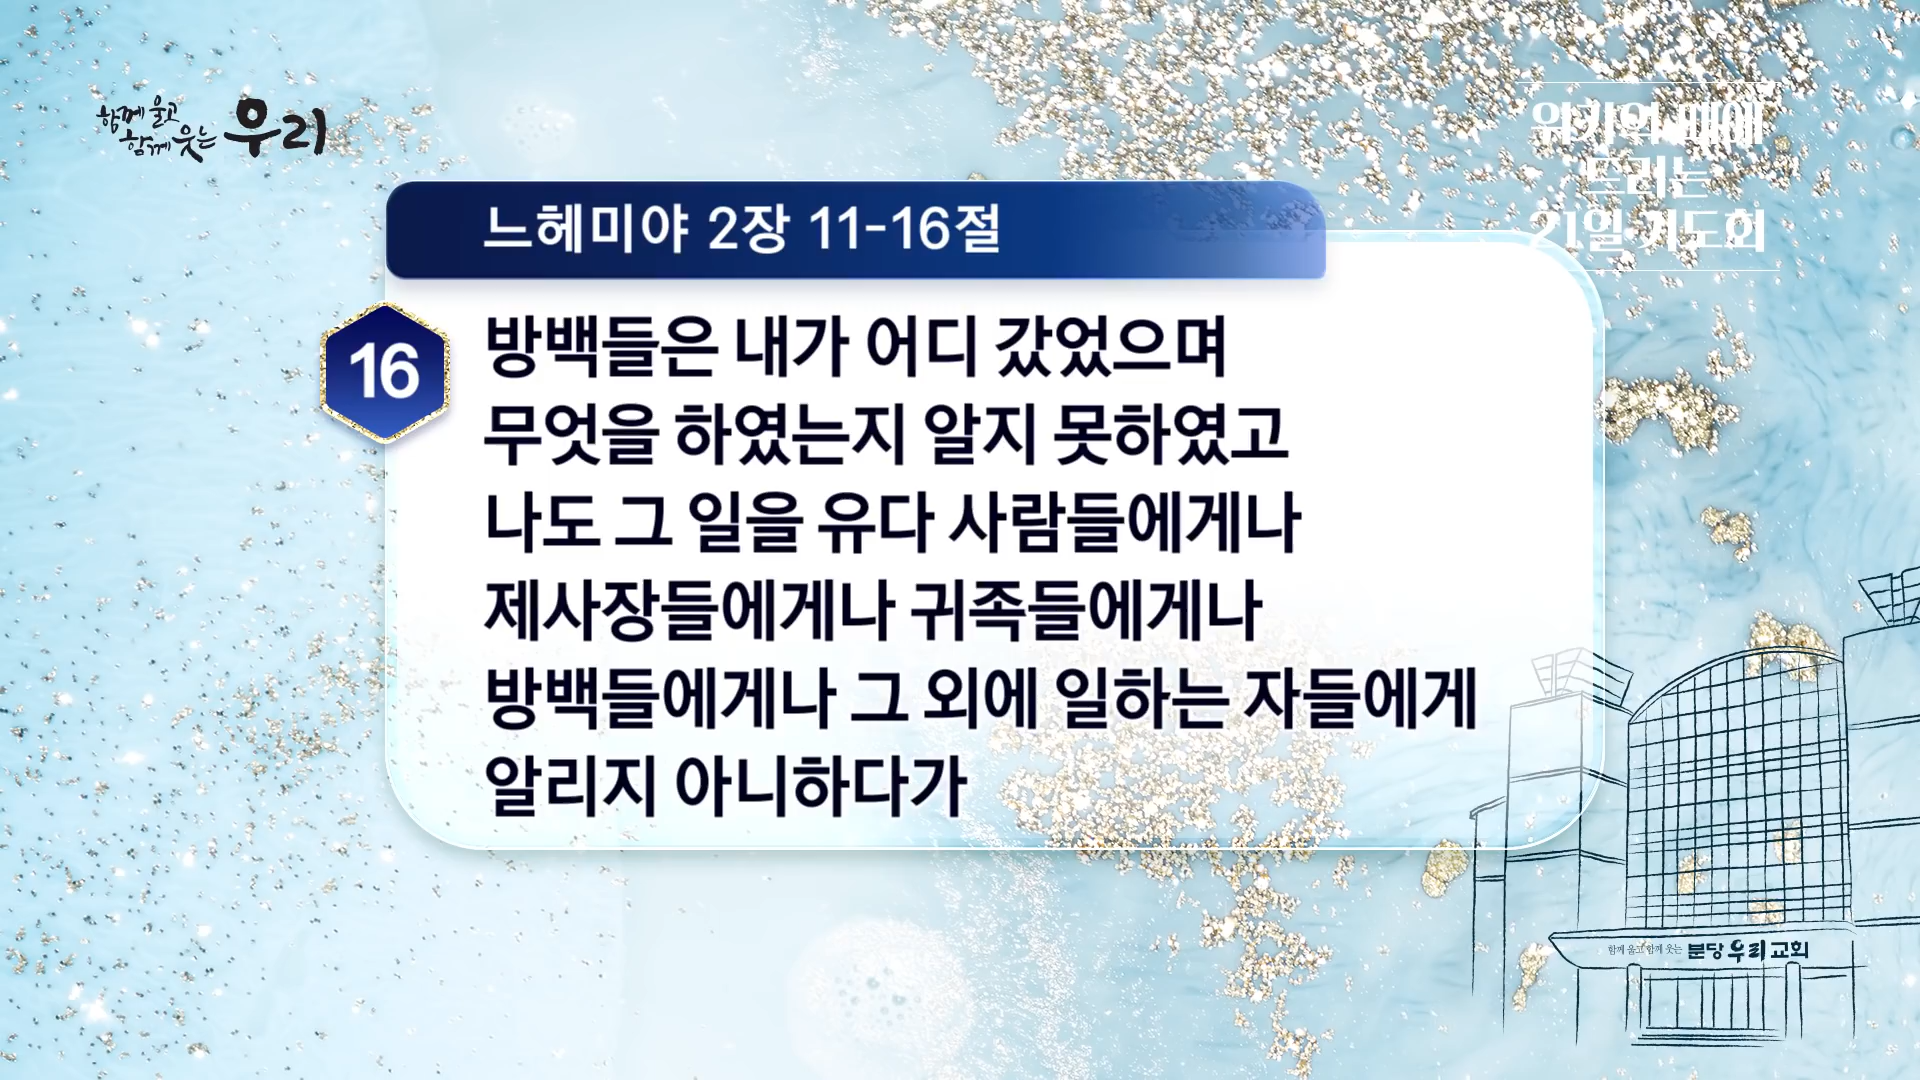 함께 울고
함께 웃는 우리
위기의 때에
드리는
21일 기도회
느헤미야 2장 11-16절
16
방백들은 내가 어디 갔었으며
무엇을 하였는지 알지 못하였고
나도 그 일을 유다 사람들에게나
제사장들에게나 귀족들에게나
방백들에게나 그 외에 일하는 자들에게
알리지 아니하다가
함께 울고 함께 웃는 분당우리교회